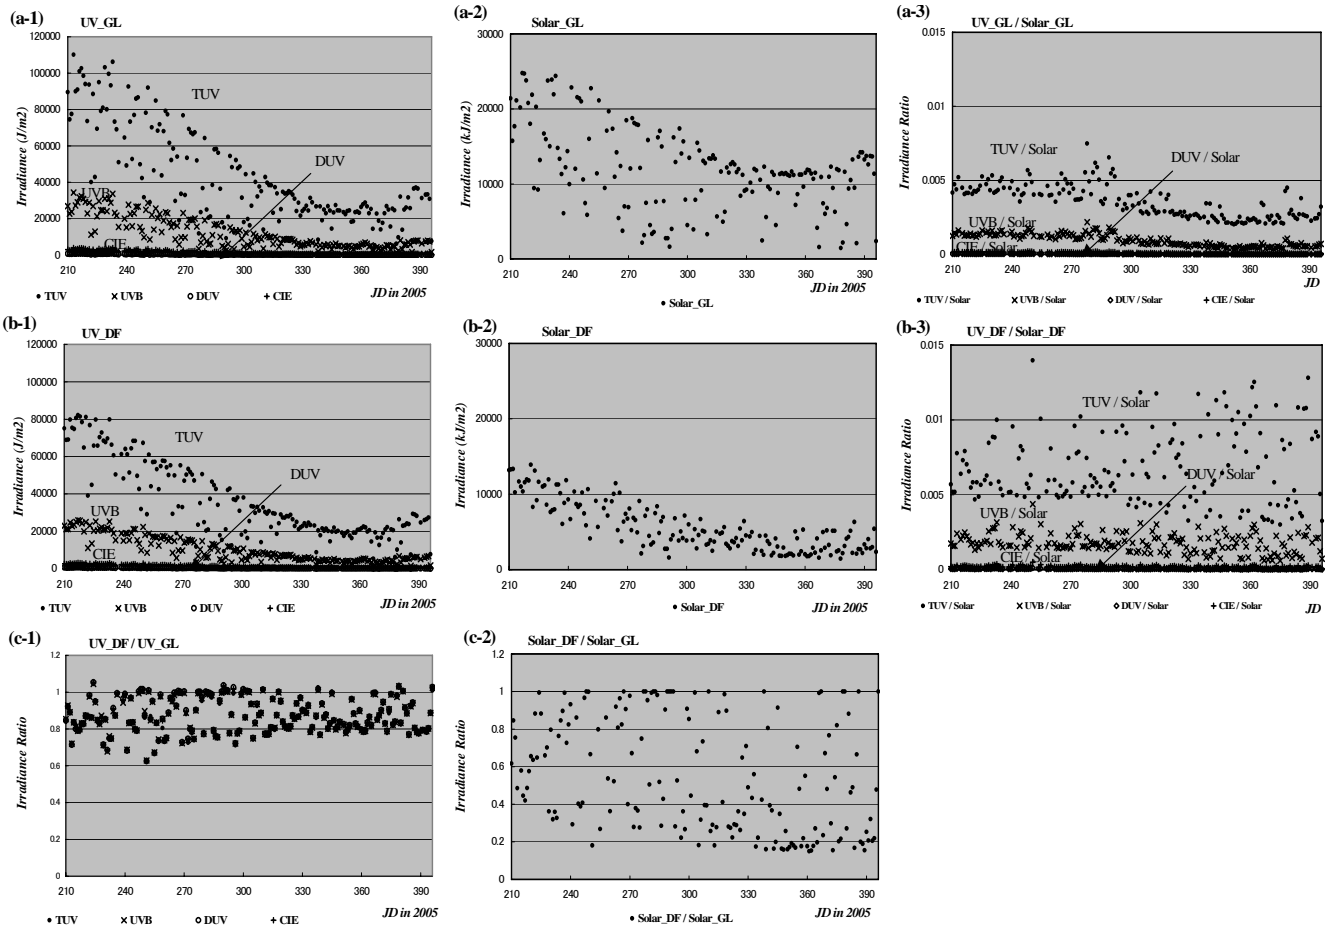 (a-1) UV_GL
120000
100000
80000
60000
40000
20000
0
Irradiance (J/m2)
TUV
DUV
UVB
CIE
210 240 270 300 330 360 390
JD in 2005
TUV UVB DUV CIE
(a-2) Solar_GL
30000
20000
10000
0
Irradiance (kJ/m2)
210 240 270 300 330 360 390
JD in 2005
Solar_GL
(a-3) UV_GL / Solar_GL
0.015
0.01
0.005
0
Irradiance Ratio
TUV / Solar
DUV / Solar
UVB / Solar
CIE / Solar
210 240 270 300 330 360 390
JD
TUV / Solar UVB / Solar DUV / Solar CIE / Solar
(b-1) UV_DF
120000
100000
80000
60000
40000
20000
0
Irradiance (J/m2)
TUV
DUV
UVB
CIE
210 240 270 300 330 360 390
JD in 2005
TUV UVB DUV CIE
(b-2) Solar_DF
30000
20000
10000
0
Irradiance (kJ/m2)
210 240 270 300 330 360 390
JD in 2005
Solar_DF
(b-3) UV_DF / Solar_DF
0.015
0.01
0.005
0
Irradiance Ratio
TUV / Solar
DUV / Solar
UVB / Solar
CIE / Solar
210 240 270 300 330 360 390
JD
TUV / Solar UVB / Solar DUV / Solar CIE / Solar
(c-1) UV_DF / UV_GL
1.2
1
0.8
0.6
0.4
0.2
0
Irradiance Ratio
210 240 270 300 330 360 390
JD in 2005
TUV UVB DUV CIE
(c-2) Solar_DF / Solar_GL
1.2
1
0.8
0.6
0.4
0.2
0
Irradiance Ratio
210 240 270 300 330 360 390
JD in 2005
Solar_DF / Solar_GL